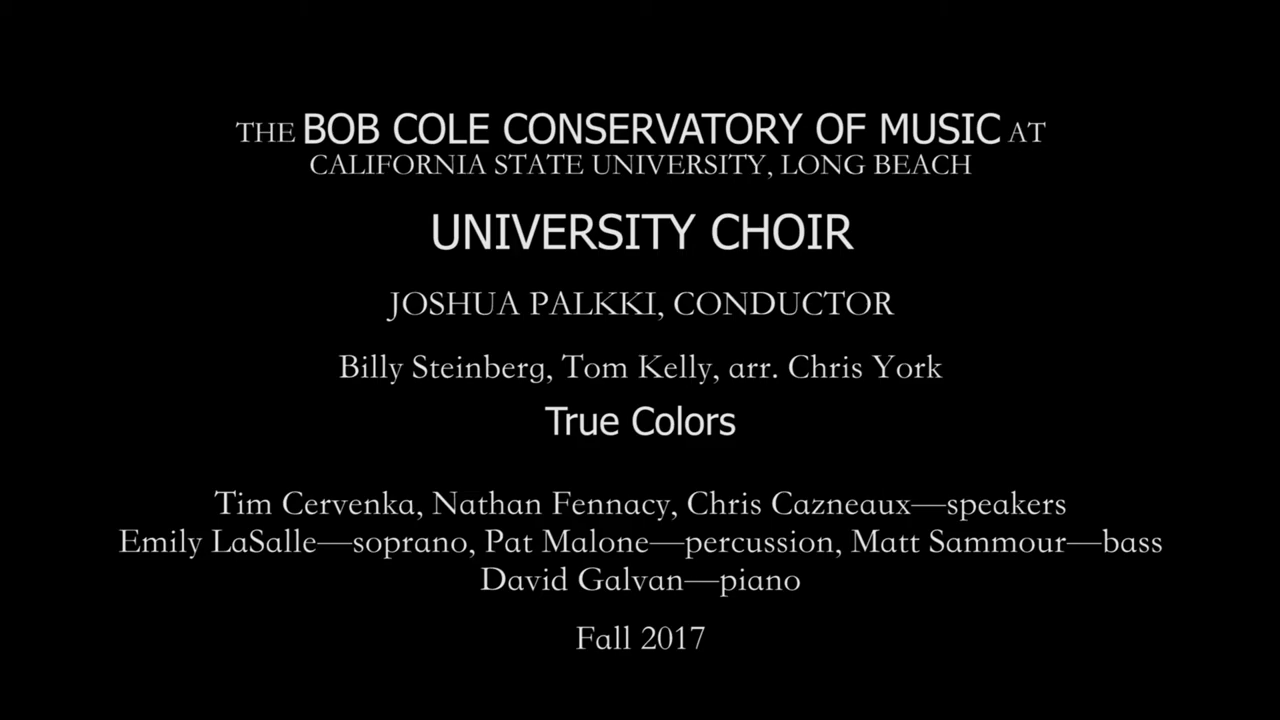 THE BOB COLE CONSERVATORY OF MUSIC AT
CALIFORNIA STATE UNIVERSITY, LONG BEACH
UNIVERSITY CHOIR
JOSHUA PALKKI, CONDUCTOR
Billy Steinberg, Tom Kelly, arr. Chris York
True Colors
Tim Cervenka, Nathan Fennacy, Chris Cazneaux—speakers
Emily LaSalle—soprano, Pat Malone—percussion, Matt Sammour—bass
David Galvan—piano
Fall 2017